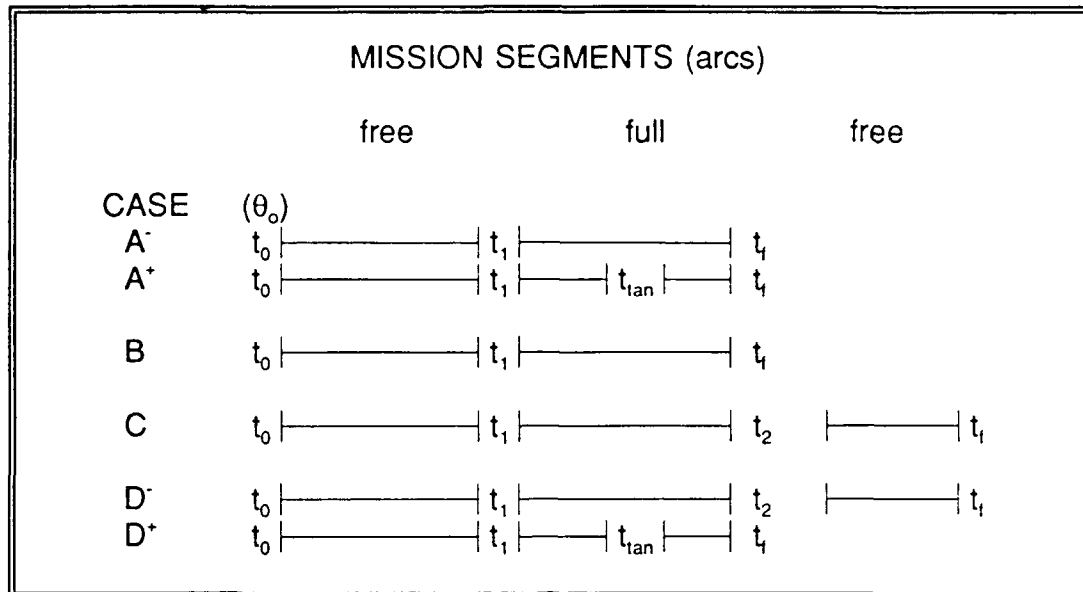 MISSION SEGMENTS (arcs)
free full free
CASE (θₒ)
A⁻ t₀ t₁ t_f
A⁺ t₀ t₁ t_tan t_f
B t₀ t₁ t_f
C t₀ t₁ t₂ t_f
D⁻ t₀ t₁ t₂ t_f
D⁺ t₀ t₁ t_tan t_f